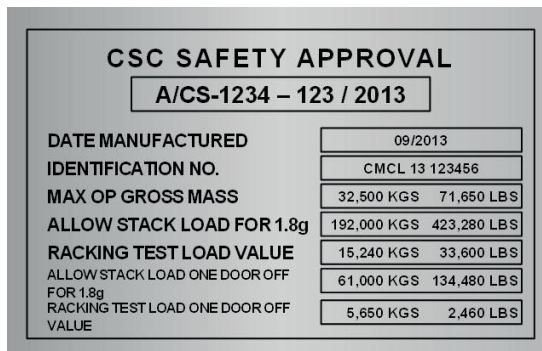 CSC SAFETY APPROVAL
A/CS-1234 – 123 / 2013
DATE MANUFACTURED 09/2013
IDENTIFICATION NO. CMCL 13 123456
MAX OP GROSS MASS 32,500 KGS 71,650 LBS
ALLOW STACK LOAD FOR 1.8g 192,000 KGS 423,280 LBS
RACKING TEST LOAD VALUE 15,240 KGS 33,600 LBS
ALLOW STACK LOAD ONE DOOR OFF
FOR 1.8g 61,000 KGS 134,480 LBS
RACKING TEST LOAD ONE DOOR OFF
VALUE 5,650 KGS 2,460 LBS